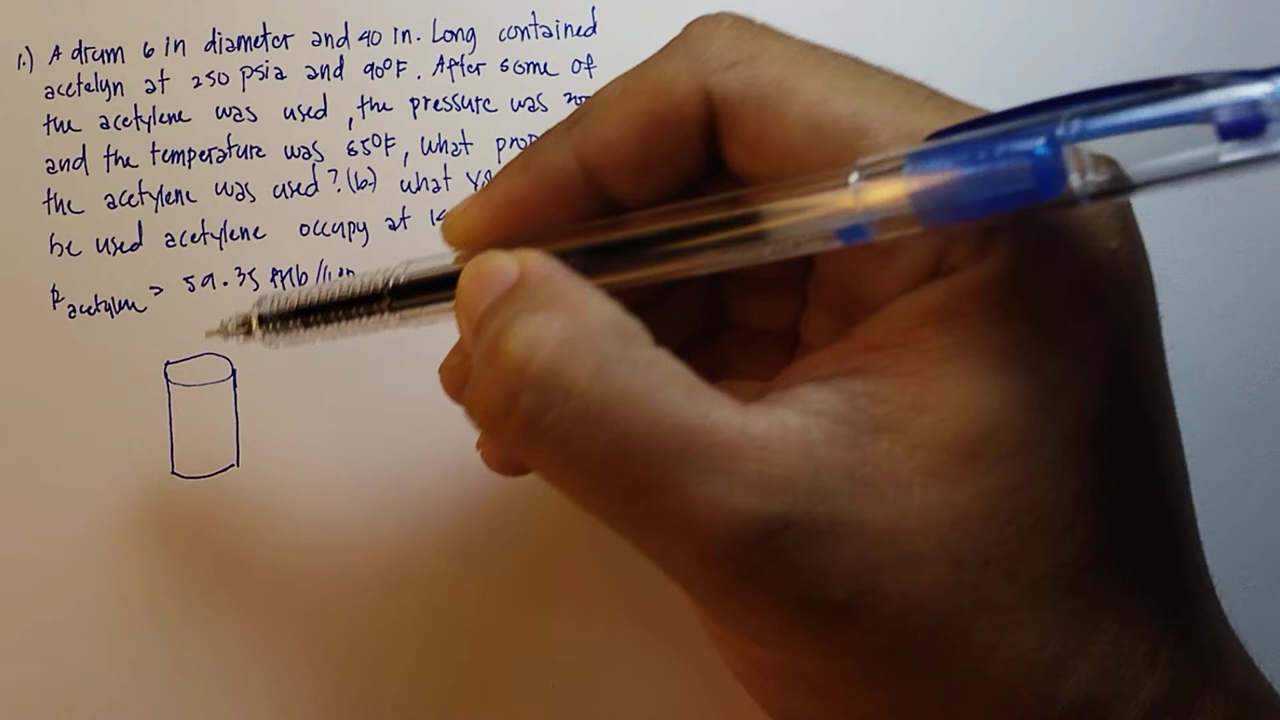 1.) A drum 6 in diameter and 40 in. Long contained
acetelyn at 250 psia and 90°F. After some of
the acetylene was used, the pressure was
and the temperature was 85°F, what
the acetylene was used? (b.) what
be used acetylene occupy at
R acetylen = 59.35